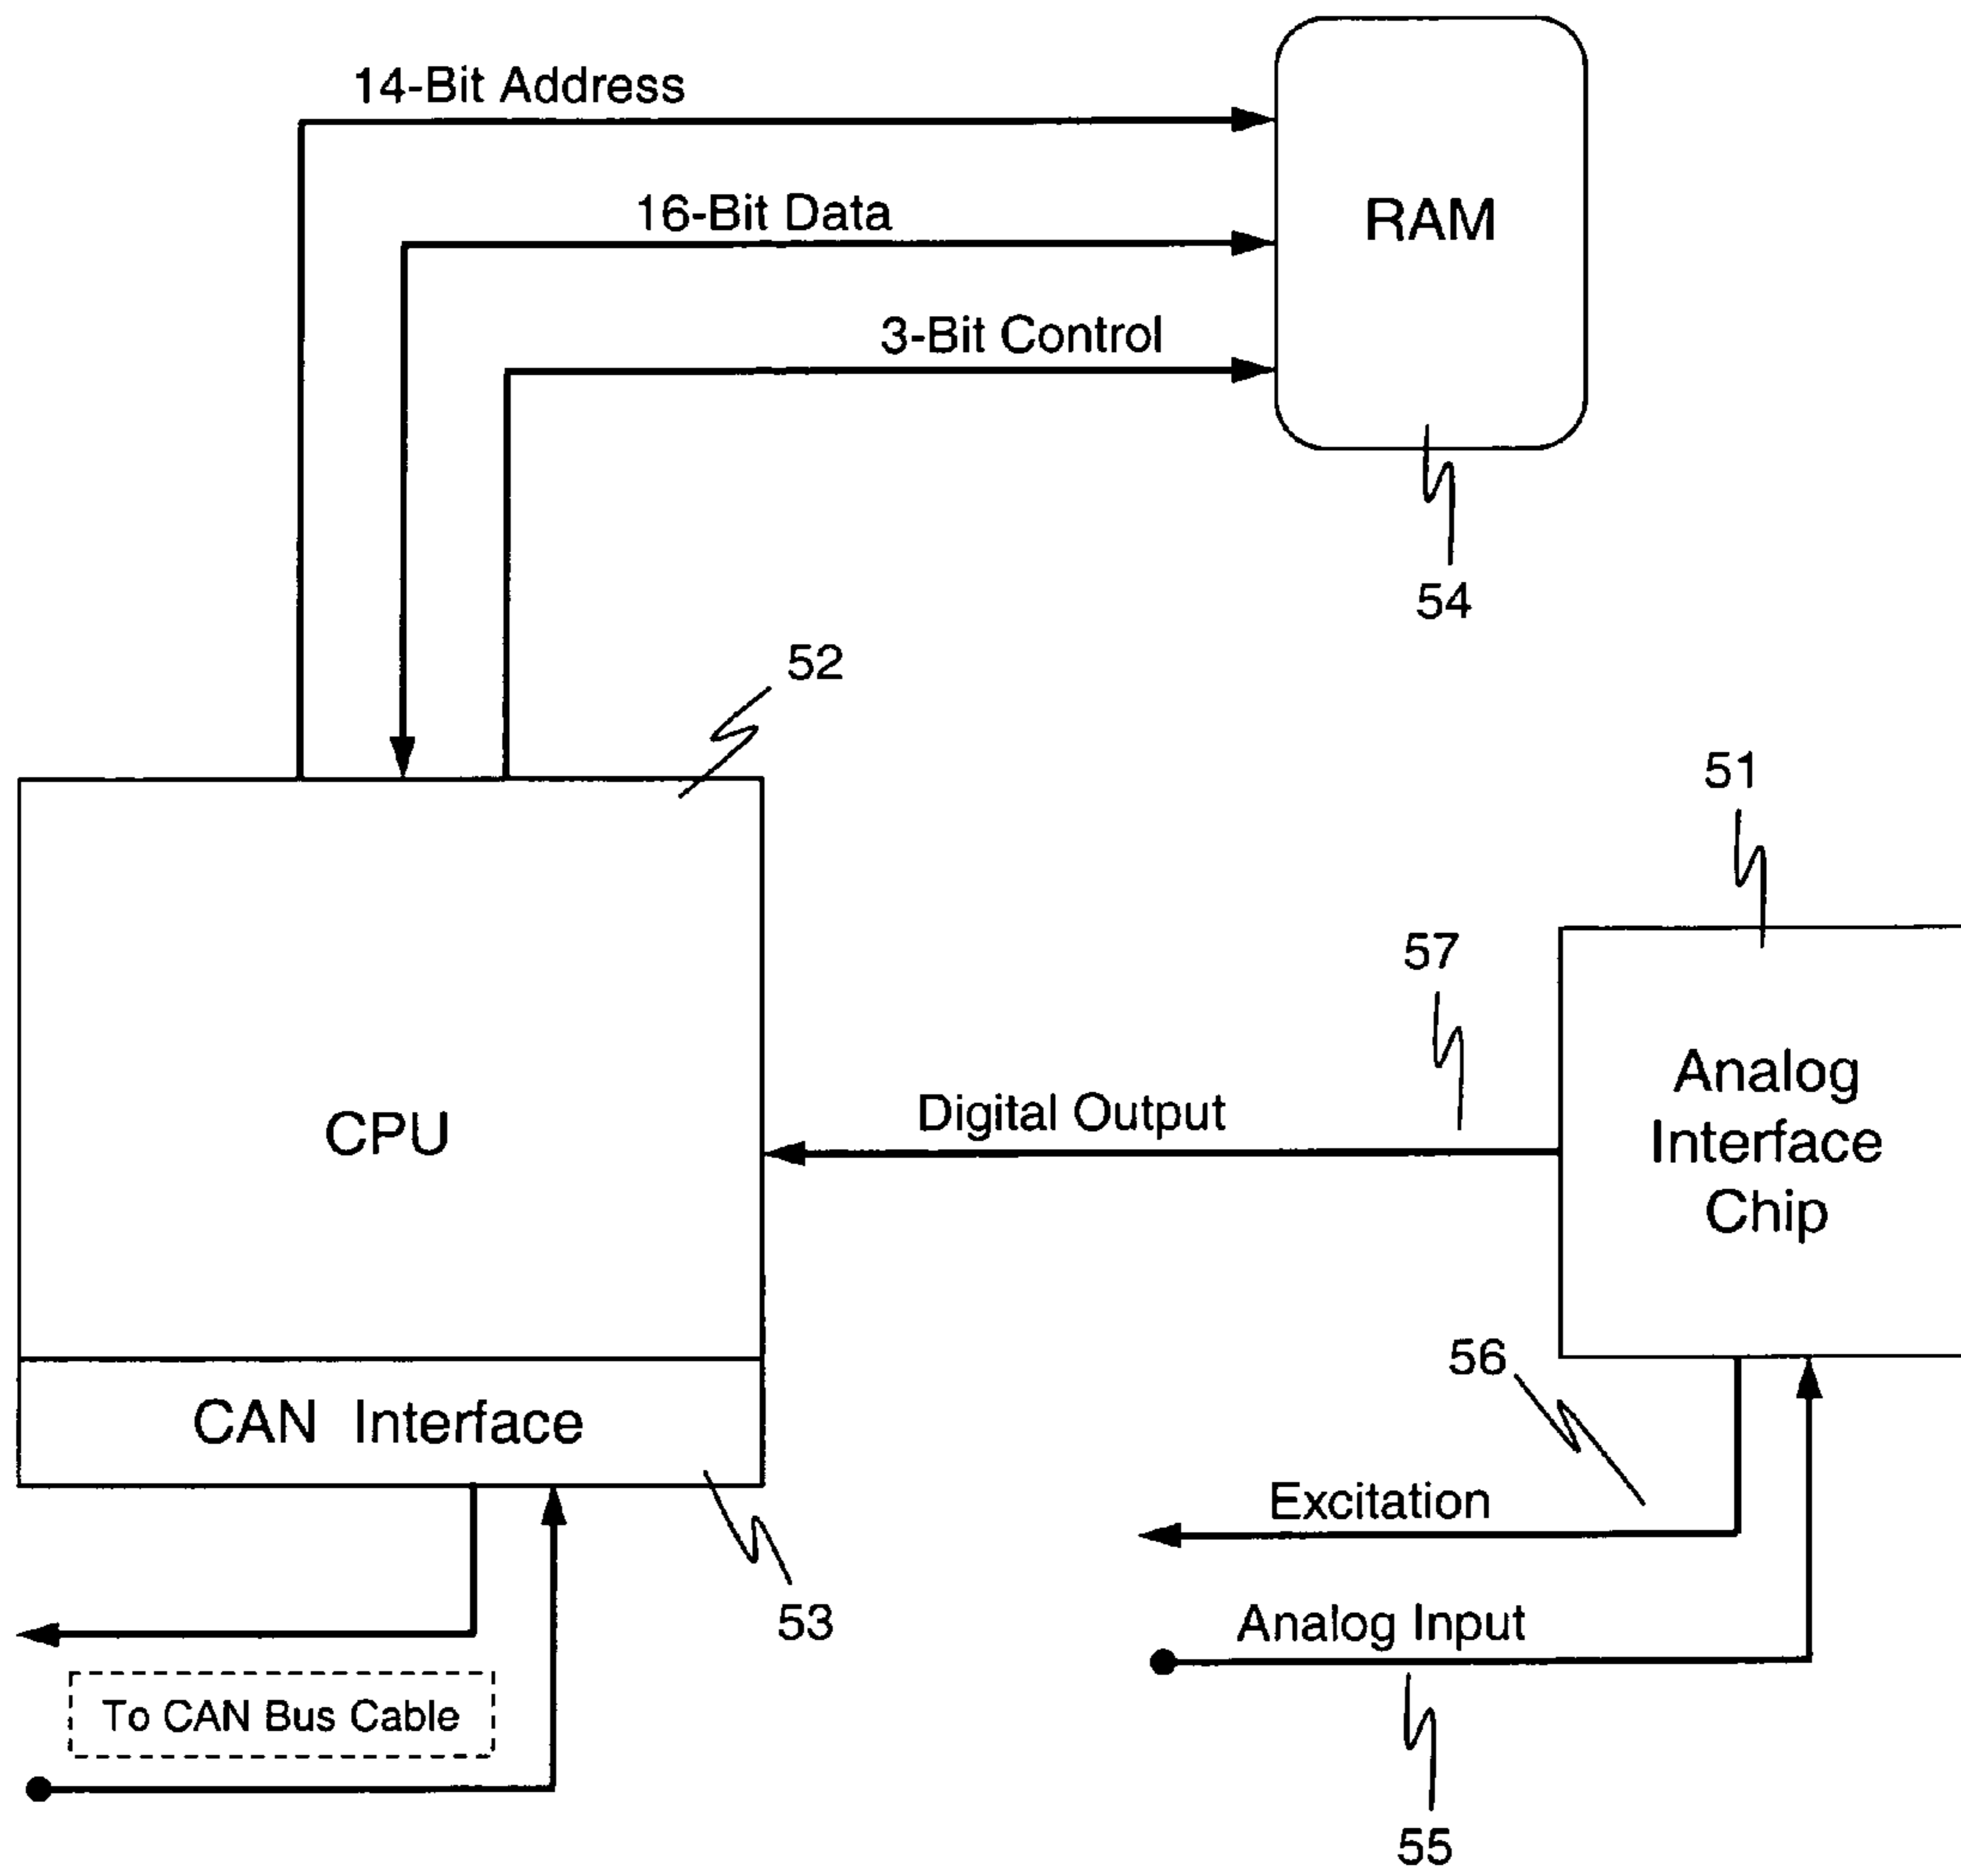 14-Bit Address
16-Bit Data
RAM
3-Bit Control
54
52
51
57
Analog
Interface
Chip
Digital Output
CPU
56
CAN Interface
Excitation
53
Analog Input
To CAN Bus Cable
55